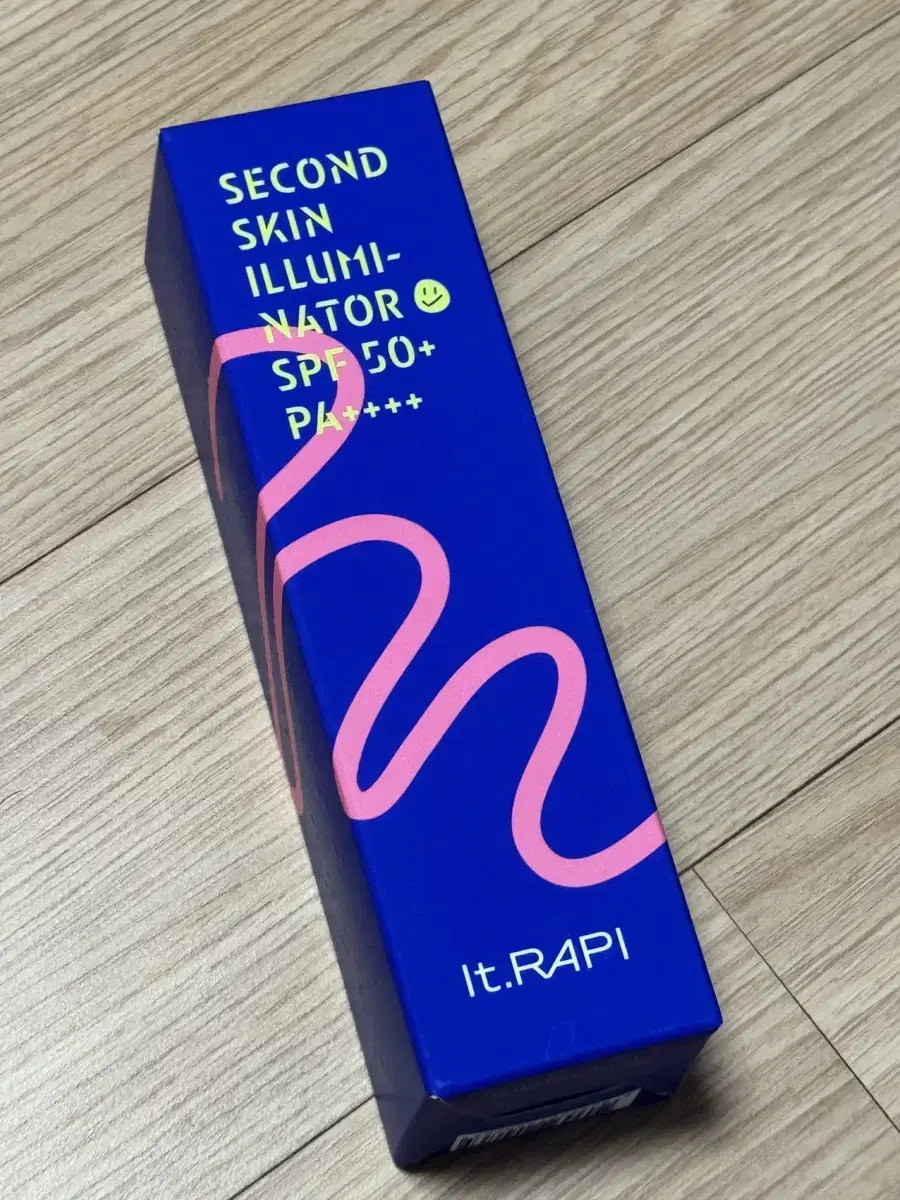 SECOND
SKIN
ILLUMI-
NATOR
SPF 50+
PA++++
It.RAPI